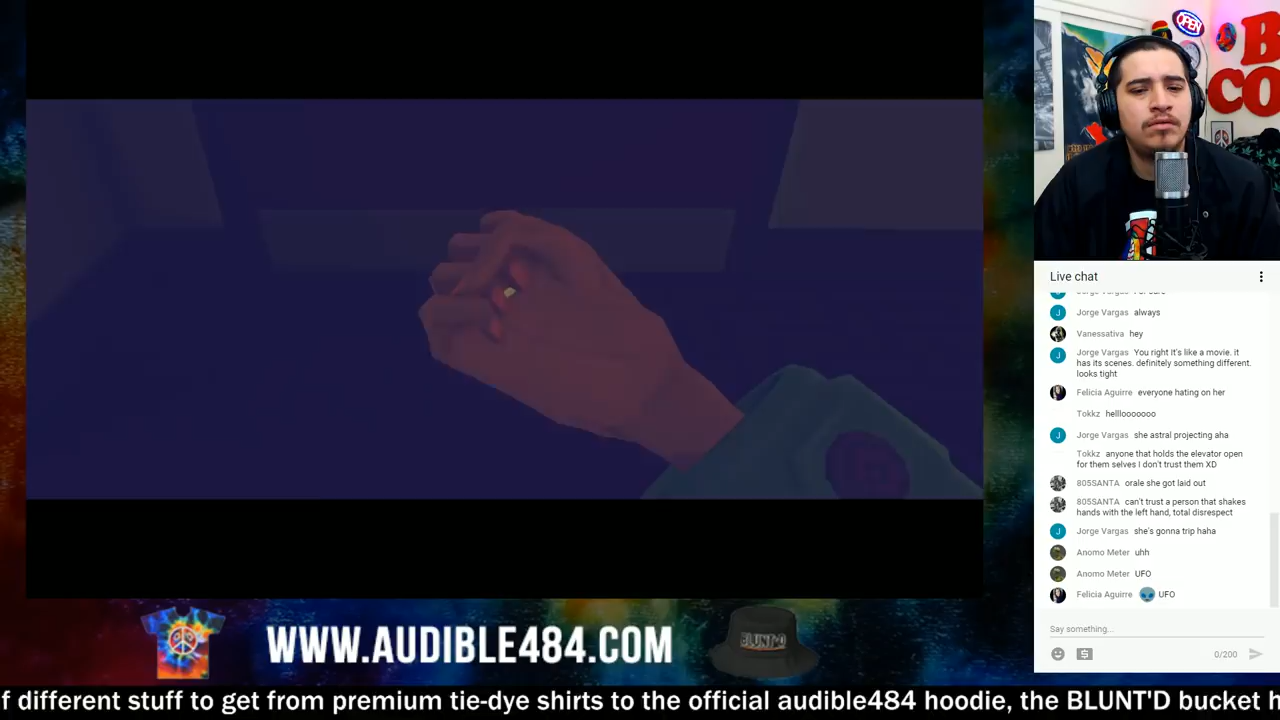 OPEN
B
CO
Live chat
Jorge Vargas always
Vanessativa hey
Jorge Vargas You right it's like a movie. it
has its scenes. definitely something different.
looks tight
Felicia Aguirre everyone hating on her
Tokkz hellooooooo
Jorge Vargas she astral projecting aha
Tokkz anyone that holds the elevator open
for them selves I don't trust them XD
805SANTA orale she got laid out
805SANTA can't trust a person that shakes
hands with the left hand, total disrespect
Jorge Vargas she's gonna trip haha
Anomo Meter uhh
Anomo Meter UFO
Felicia Aguirre 👽 UFO
Say something...
0/200
WWW.AUDIBLE484.COM
BLUNT'D
f different stuff to get from premium tie-dye shirts to the official audible484 hoodie, the BLUNT'D bucket h